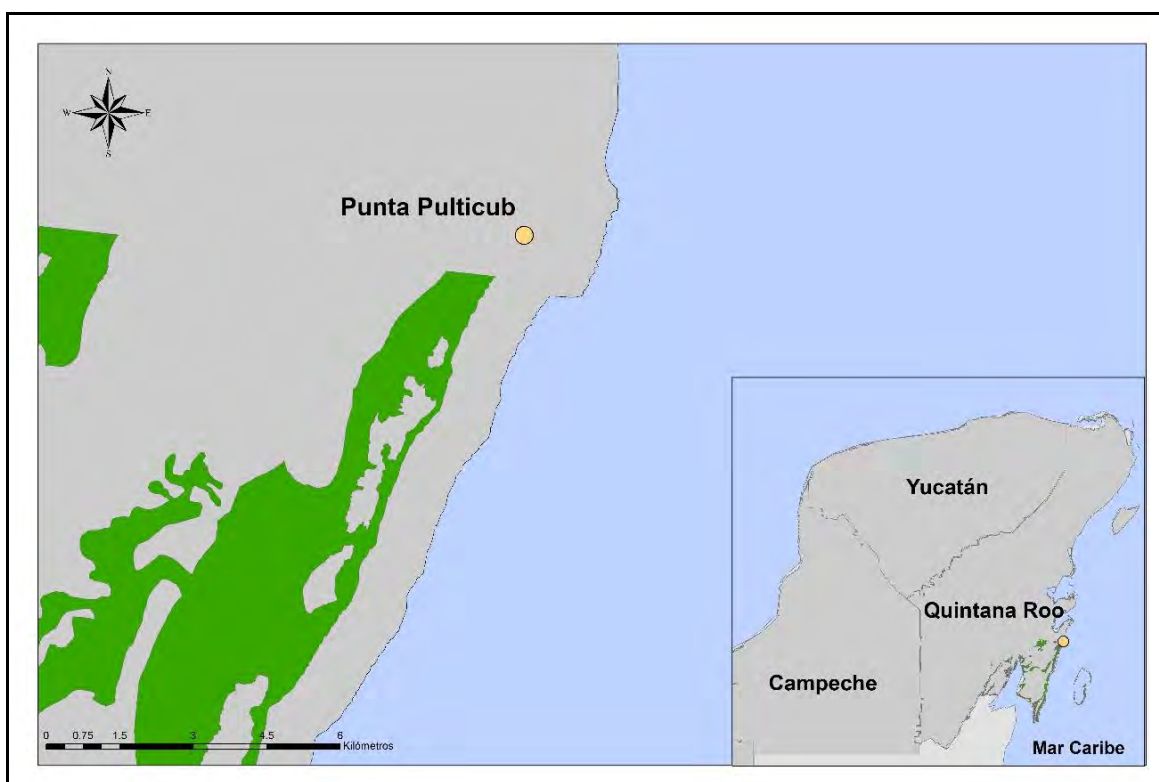 N
W E
S
Punta Pulticub
Yucatán
Quintana Roo
Campeche
Mar Caribe
0 0.75 1.5 3 4.5 6
Kilómetros